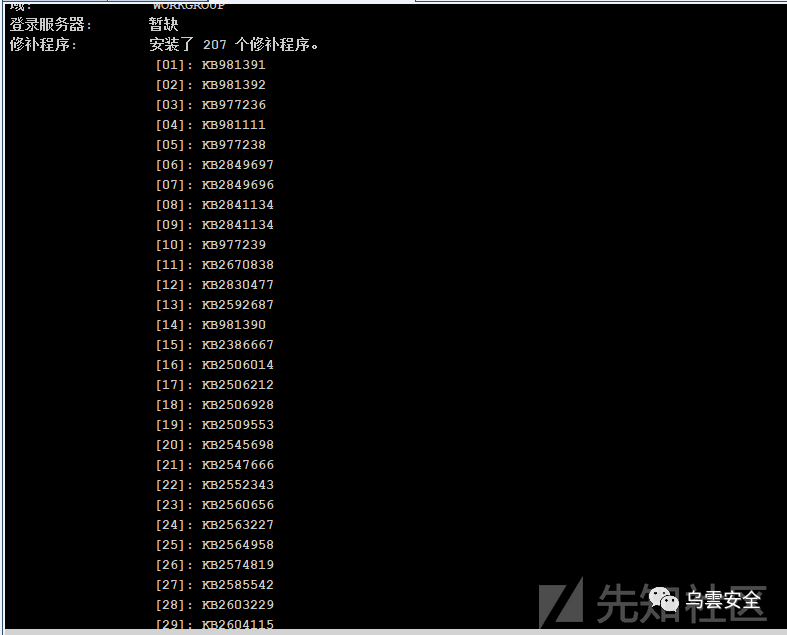 域:              WORKGROUP
登录服务器:      暂缺
修补程序:        安装了 207 个修补程序。
[01]: KB981391
[02]: KB981392
[03]: KB977236
[04]: KB981111
[05]: KB977238
[06]: KB2849697
[07]: KB2849696
[08]: KB2841134
[09]: KB2841134
[10]: KB977239
[11]: KB2670838
[12]: KB2830477
[13]: KB2592687
[14]: KB981390
[15]: KB2386667
[16]: KB2506014
[17]: KB2506212
[18]: KB2506928
[19]: KB2509553
[20]: KB2545698
[21]: KB2547666
[22]: KB2552343
[23]: KB2560656
[24]: KB2563227
[25]: KB2564958
[26]: KB2574819
[27]: KB2585542
[28]: KB2603229
[29]: KB2604115
先知社区
乌雲安全